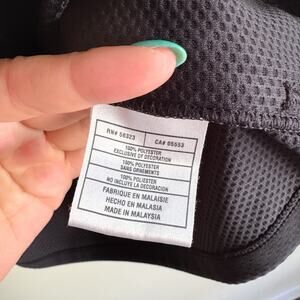 RN# 56323 CA# 05553
100% POLYESTER
EXCLUSIVE OF DECORATION
100% POLYESTER
SANS ORNEMENTS
100% POLYESTER
NO INCLUYE LA DECORACION
FABRIQUE EN MALAISIE
HECHO EN MALASIA
MADE IN MALAYSIA